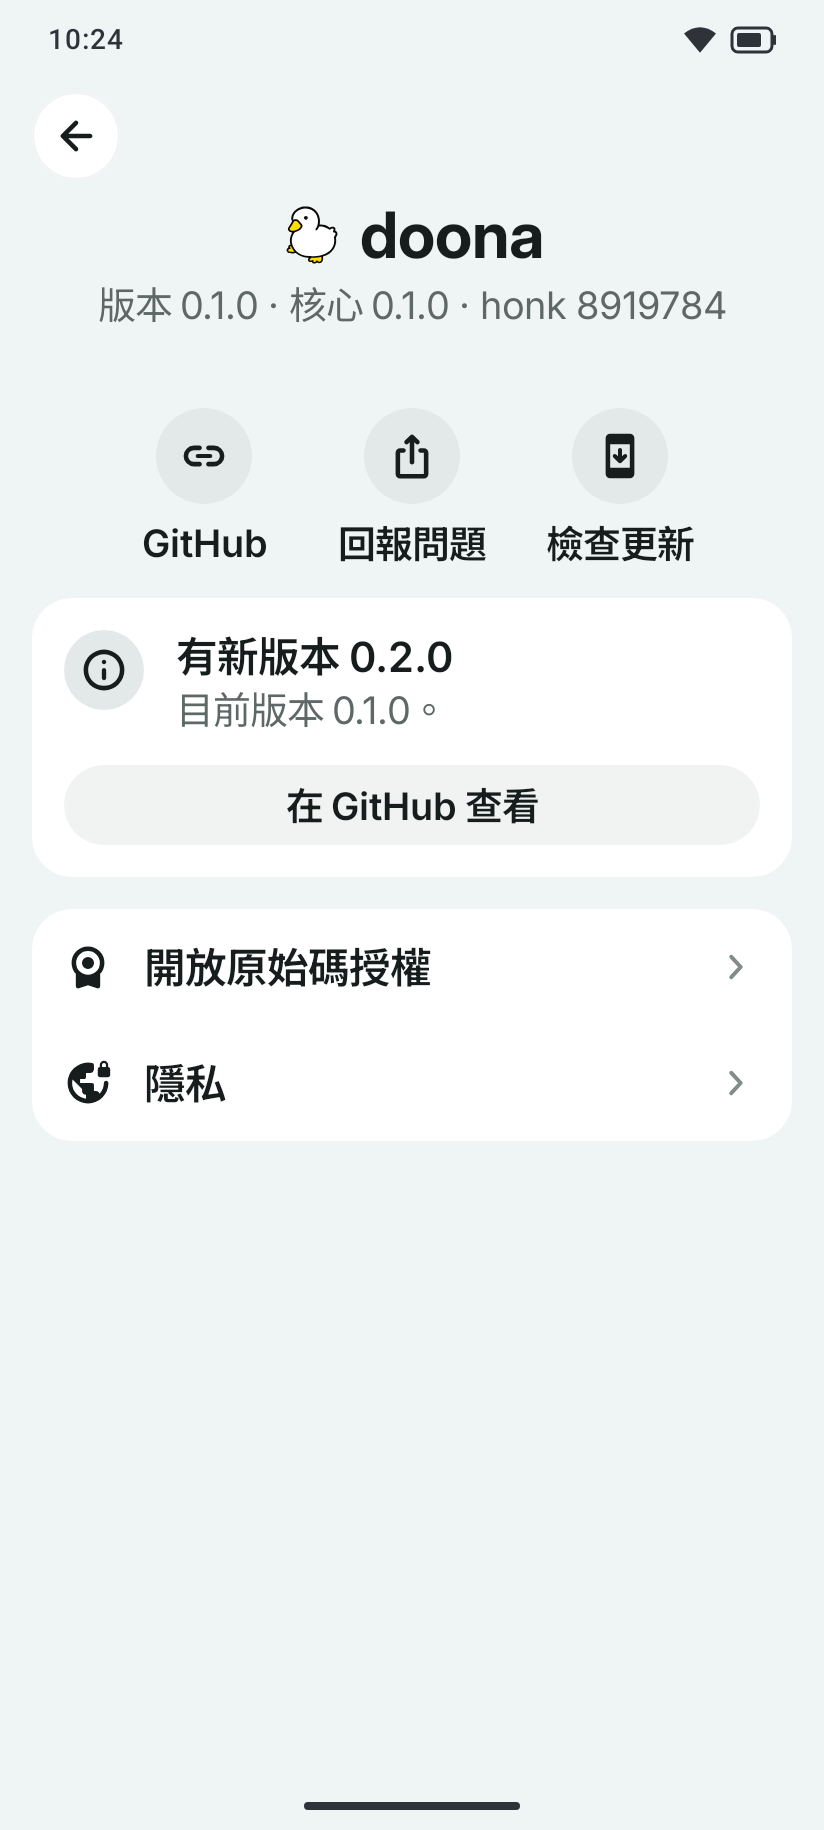 10:24
doona
版本 0.1.0 · 核心 0.1.0 · honk 8919784
GitHub
回報問題
檢查更新
有新版本 0.2.0
目前版本 0.1.0。
在 GitHub 查看
開放原始碼授權
隱私